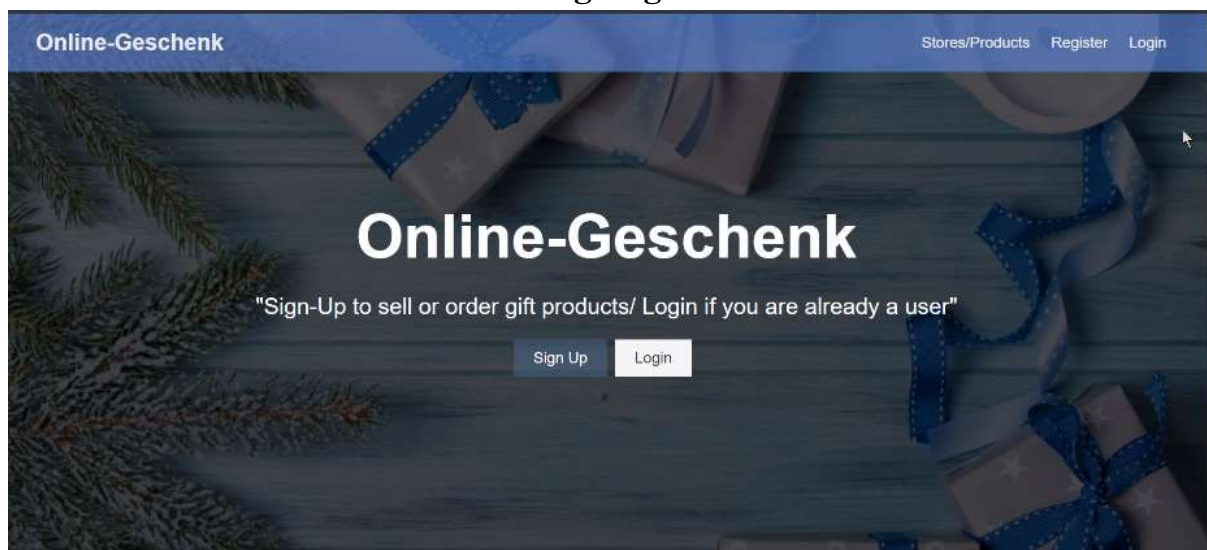 Online-Geschenk Stores/Products Register Login
Online-Geschenk
"Sign-Up to sell or order gift products/ Login if you are already a user"
Sign Up Login